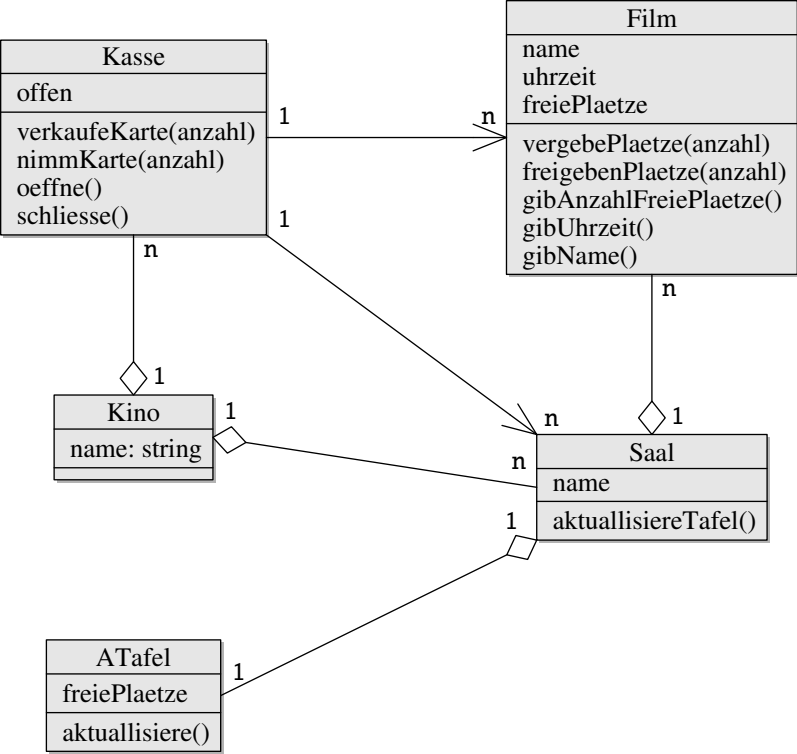 Film
name
uhrzeit
freiePlaetze
vergebePlaetze(anzahl)
freigebenPlaetze(anzahl)
gibAnzahlFreiePlaetze()
gibUhrzeit()
gibName()
Kasse
offen
verkaufeKarte(anzahl)
nimmKarte(anzahl)
oeffne()
schliesse()
1
n
1
n
n
n
1
1
Kino
name: string
1
n
n
1
Saal
name
aktuallisiereTafel()
1
1
ATafel
freiePlaetze
aktuallisiere()